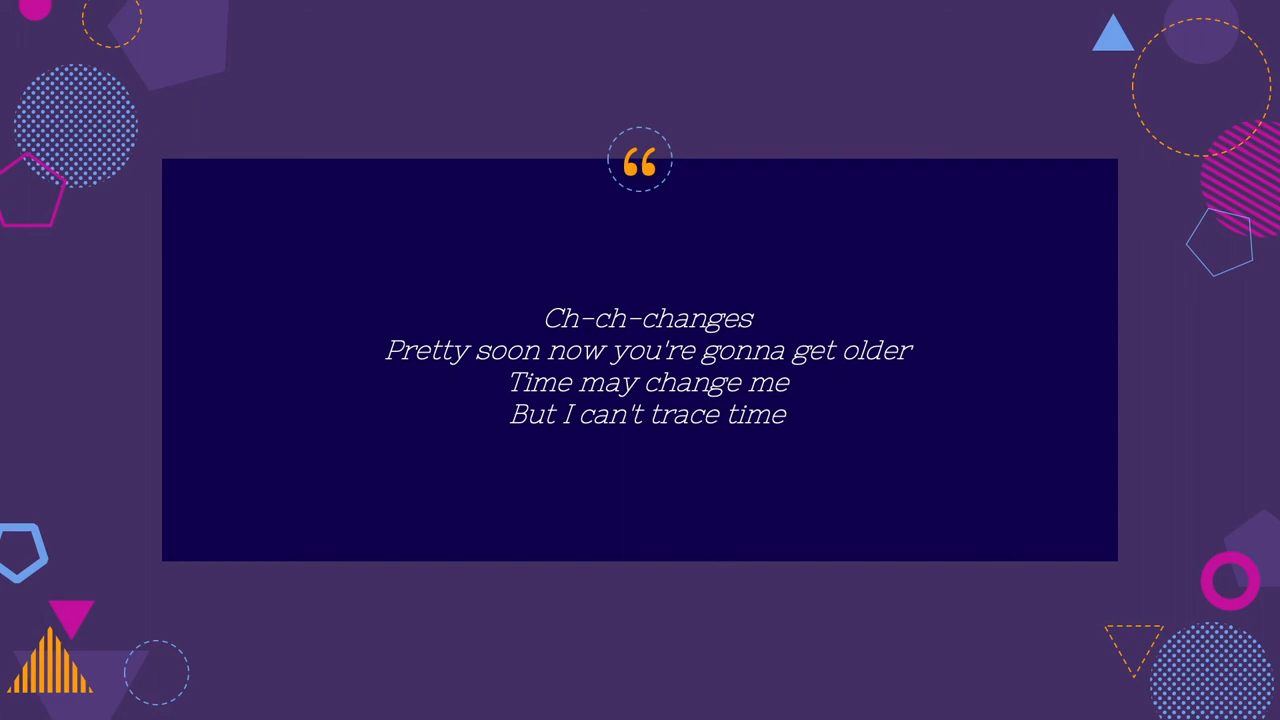 “
Ch-ch-changes
Pretty soon now you're gonna get older
Time may change me
But I can't trace time